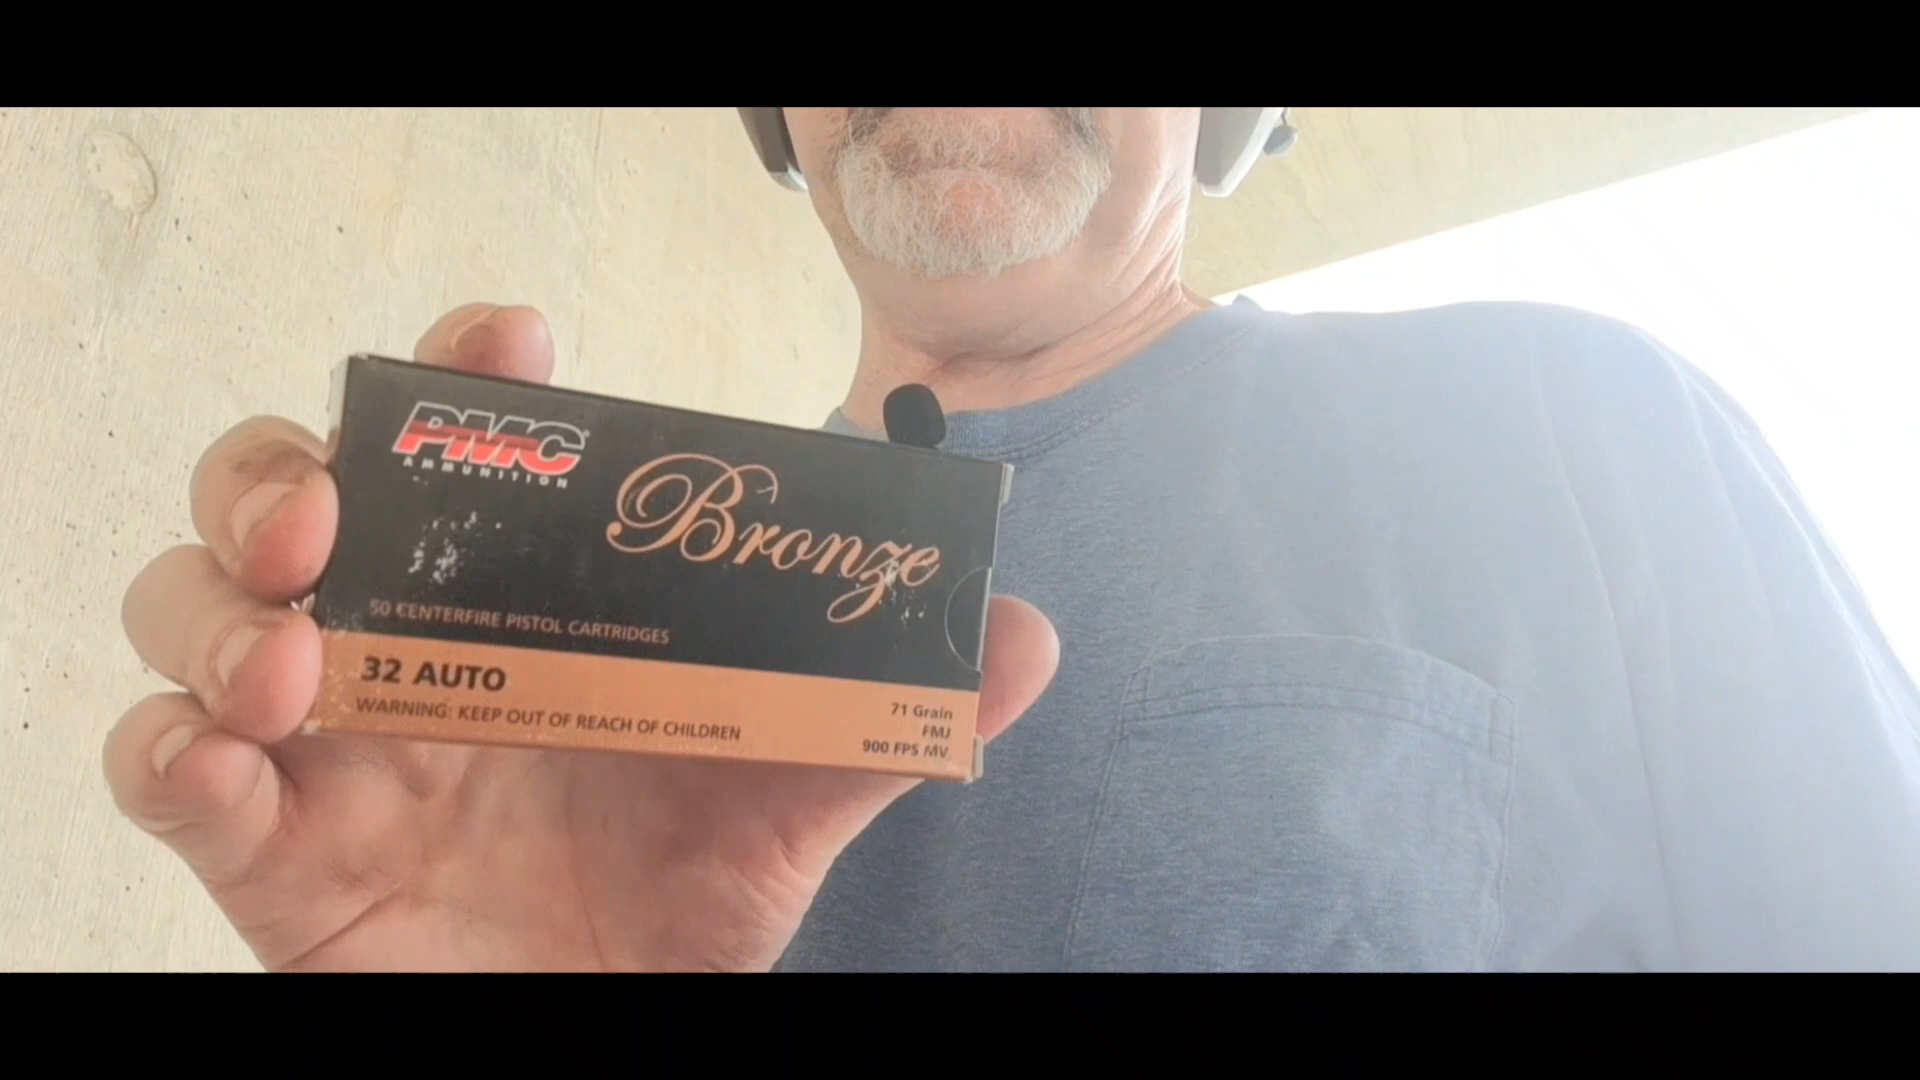 PMC
AMMUNITION
Bronze
50 CENTERFIRE PISTOL CARTRIDGES
32 AUTO
WARNING: KEEP OUT OF REACH OF CHILDREN
71 Grain
FMJ
900 FPS MV